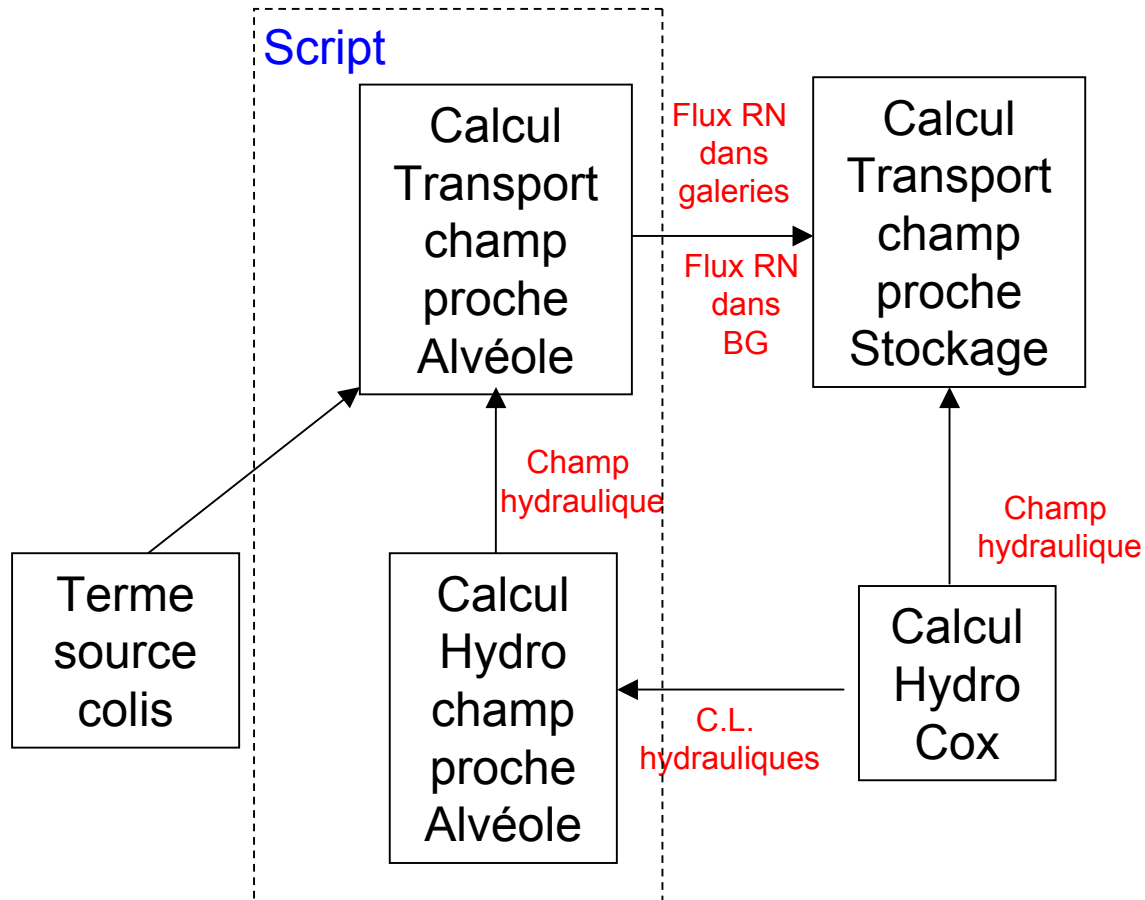 Script
Calcul
Transport
champ
proche
Alvéole
Flux RN
dans
galeries
Flux RN
dans
BG
Calcul
Transport
champ
proche
Stockage
Champ
hydraulique
Champ
hydraulique
Terme
source
colis
Calcul
Hydro
champ
proche
Alvéole
C.L.
hydrauliques
Calcul
Hydro
Cox